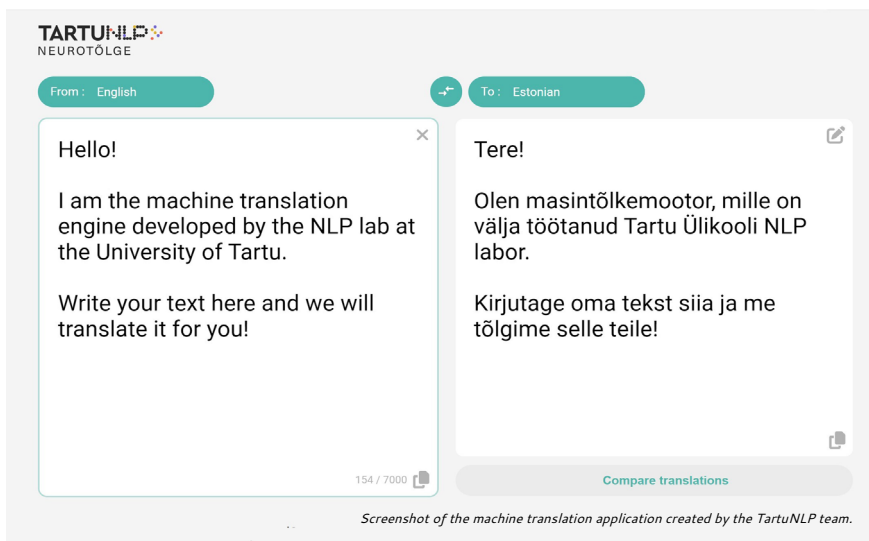 TARTUNLP
NEUROTÕLGE
From : English
To : Estonian
Hello!
I am the machine translation
engine developed by the NLP lab at
the University of Tartu.
Write your text here and we will
translate it for you!
154 / 7000
Tere!
Olen masintõlkemootor, mille on
välja töötanud Tartu Ülikooli NLP
labor.
Kirjutage oma tekst siia ja me
tõlgime selle teile!
Compare translations
Screenshot of the machine translation application created by the TartuNLP team.